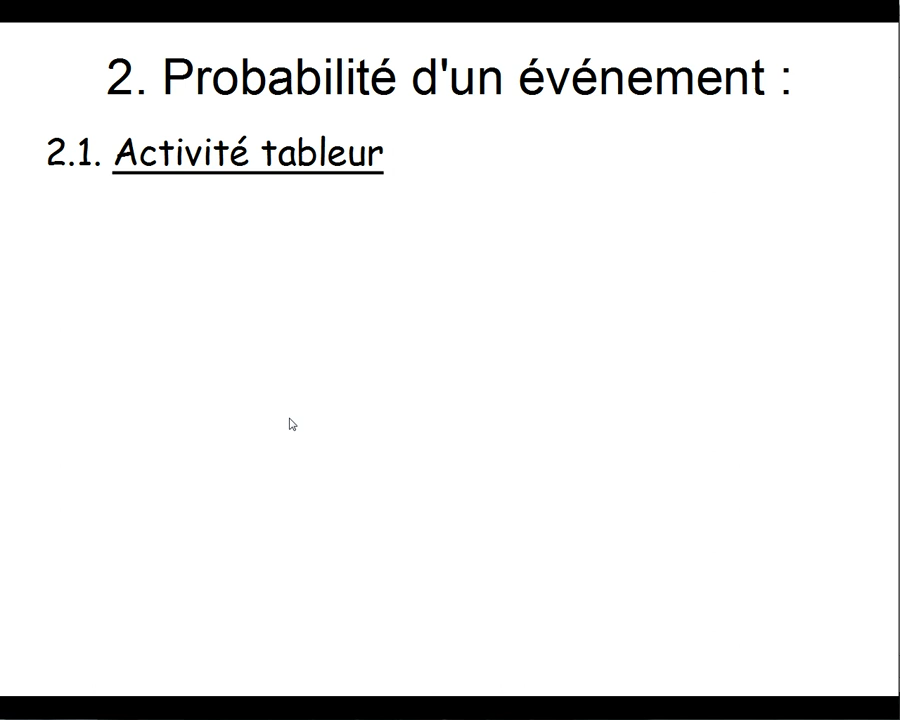 2. Probabilité d'un événement :
2.1. Activité tableur